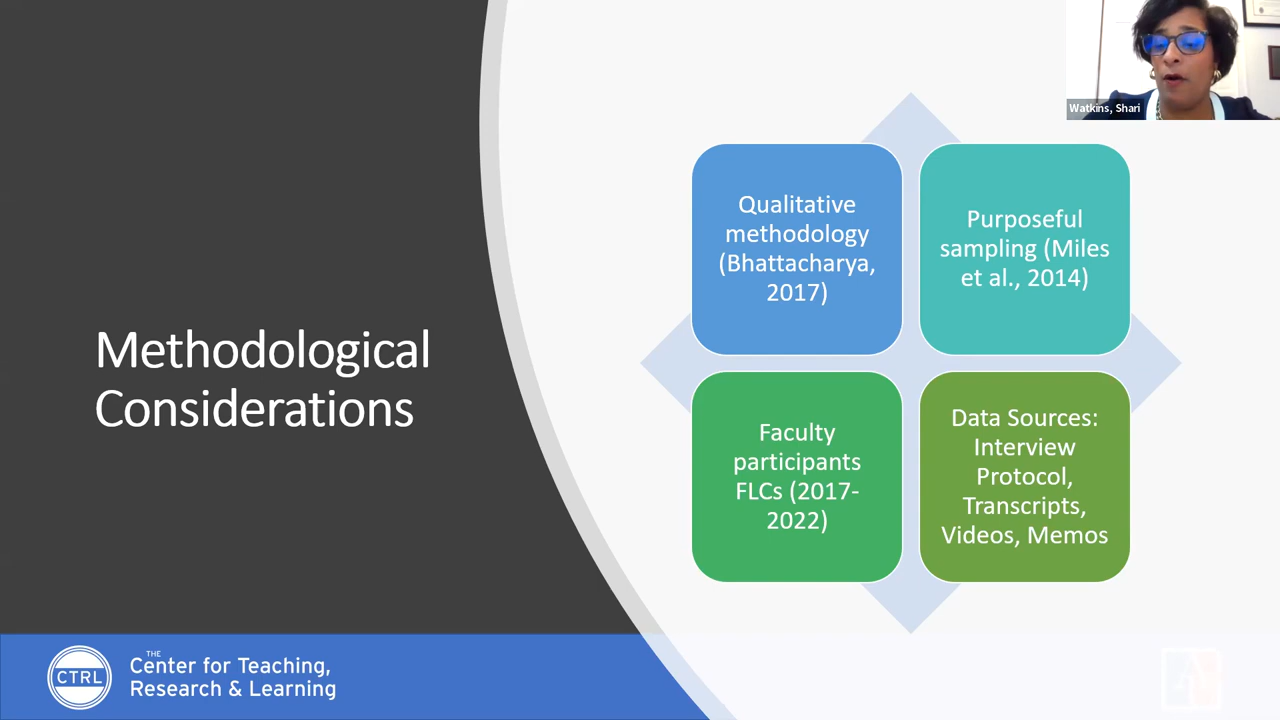 Watkins, Shari
Methodological
Considerations
Qualitative
methodology
(Bhattacharya,
2017)
Purposeful
sampling (Miles
et al., 2014)
Faculty
participants
FLCs (2017-
2022)
Data Sources:
Interview
Protocol,
Transcripts,
Videos, Memos
CTRL
THE
Center for Teaching,
Research & Learning